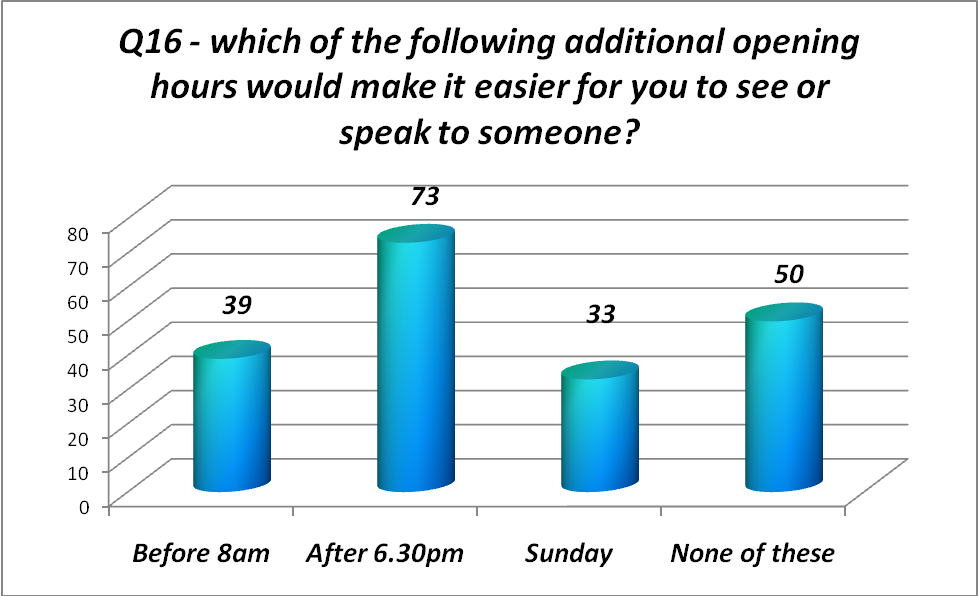 Q16 - which of the following additional opening
hours would make it easier for you to see or
speak to someone?
73
80
70
60
50
40
30
20
10
0
39
33
50
Before 8am
After 6.30pm
Sunday
None of these